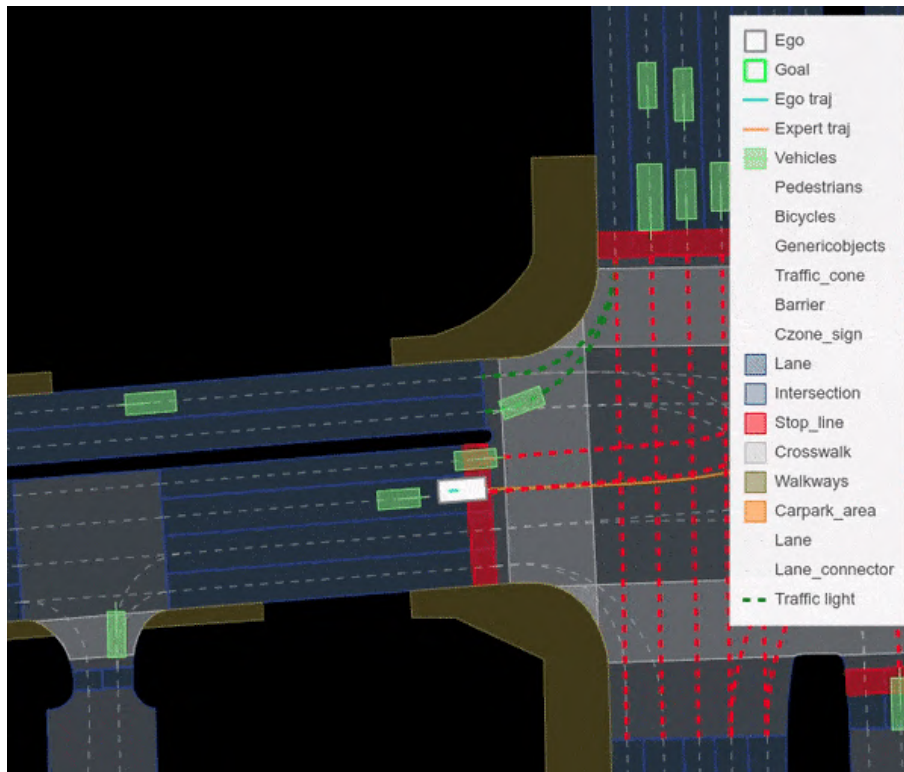 Ego
Goal
Ego traj
Expert traj
Vehicles
Pedestrians
Bicycles
Genericobjects
Traffic_cone
Barrier
Czone_sign
Lane
Intersection
Stop_line
Crosswalk
Walkways
Carpark_area
Lane
Lane_connector
Traffic light